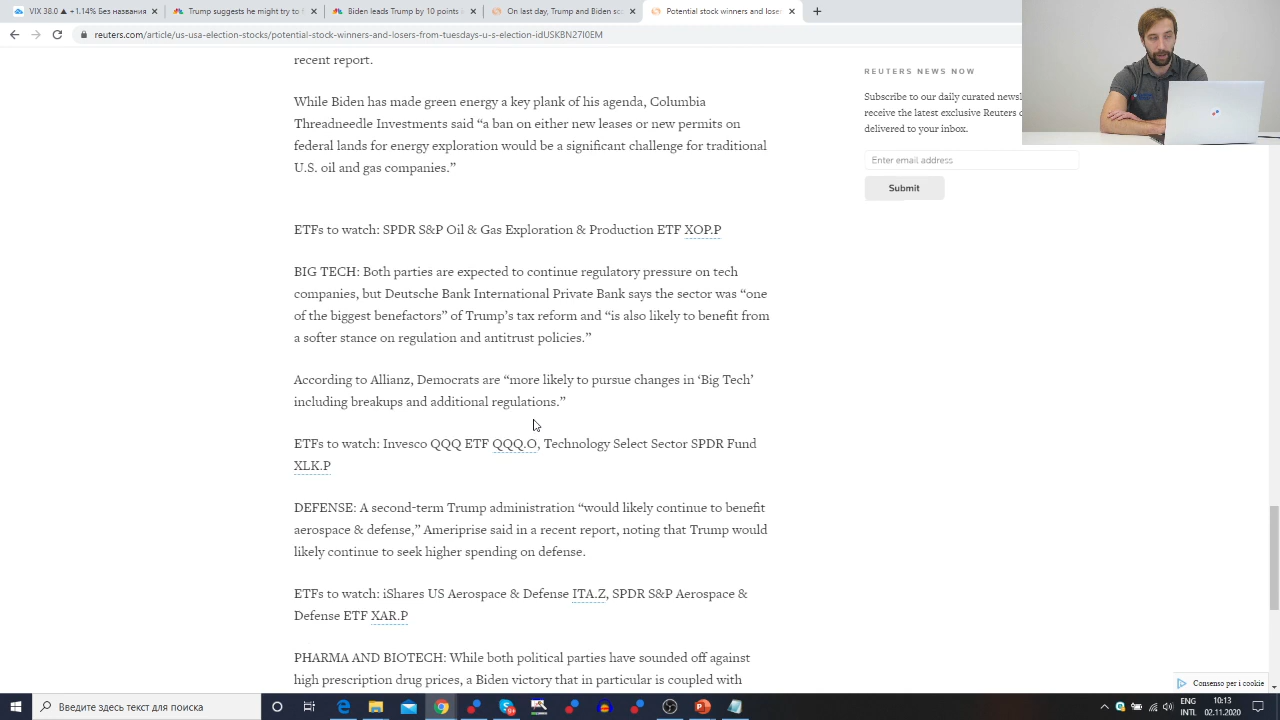 VIX 38.0 ▲ +1.14% Без названия
Trump suggests he might try to f
Biden leads Trump by 10 points
On last day, Trump and Biden sc
Potential stock winners and loser
reuters.com/article/us-usa-election-stocks/potential-stock-winners-and-losers-from-tuesdays-u-s-election-idUSKBN27I0EM
recent report.
While Biden has made green energy a key plank of his agenda, Columbia
Threadneedle Investments said “a ban on either new leases or new permits on
federal lands for energy exploration would be a significant challenge for traditional
U.S. oil and gas companies.”
ETFs to watch: SPDR S&P Oil & Gas Exploration & Production ETF XOP.P
BIG TECH: Both parties are expected to continue regulatory pressure on tech
companies, but Deutsche Bank International Private Bank says the sector was “one
of the biggest benefactors” of Trump’s tax reform and “is also likely to benefit from
a softer stance on regulation and antitrust policies.”
According to Allianz, Democrats are “more likely to pursue changes in ‘Big Tech’
including breakups and additional regulations.”
ETFs to watch: Invesco QQQ ETF QQQ.O, Technology Select Sector SPDR Fund
XLK.P
DEFENSE: A second-term Trump administration “would likely continue to benefit
aerospace & defense,” Ameriprise said in a recent report, noting that Trump would
likely continue to seek higher spending on defense.
ETFs to watch: iShares US Aerospace & Defense ITA.Z, SPDR S&P Aerospace &
Defense ETF XAR.P
PHARMA AND BIOTECH: While both political parties have sounded off against
high prescription drug prices, a Biden victory that in particular is coupled with
REUTERS NEWS NOW
Subscribe to our daily curated newsl
receive the latest exclusive Reuters c
delivered to your inbox.
Enter email address
Submit
Consenso per i cookie
Введите здесь текст для поиска
INTL
10:13
02.11.2020